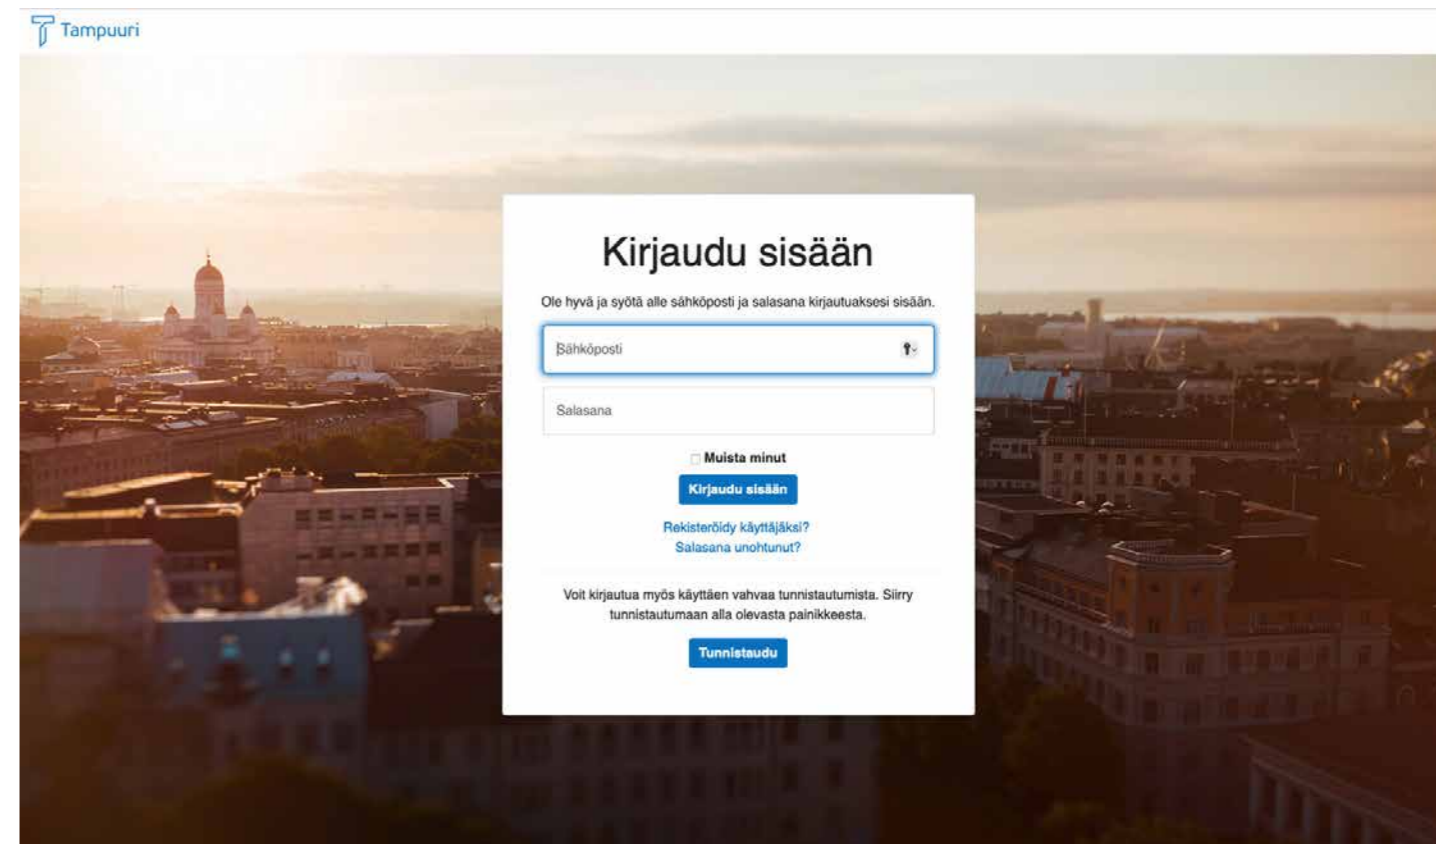 Tampuuri
Kirjaudu sisään
Ole hyvä ja syötä alle sähköposti ja salasana kirjautuaksesi sisään.
Sähköposti
Salasana
Muista minut
Kirjaudu sisään
Rekisteröidy käyttäjäksi?
Salasana unohtunut?
Voit kirjautua myös käyttäen vahvaa tunnistautumista. Siirry
tunnistautumaan alla olevasta painikkeesta.
Tunnistaudu